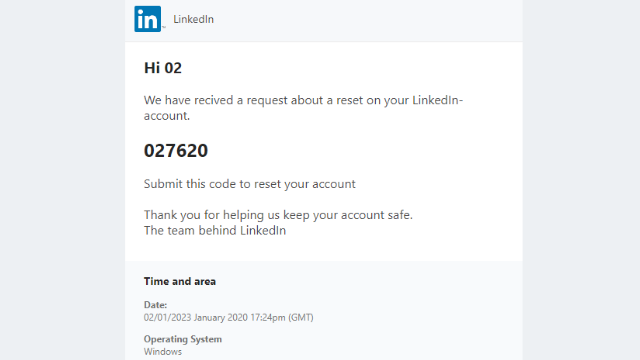 in
LinkedIn
Hi 02
We have recived a request about a reset on your LinkedIn-
account.
027620
Submit this code to reset your account
Thank you for helping us keep your account safe.
The team behind LinkedIn
Time and area
Date:
02/01/2023 January 2020 17:24pm (GMT)
Operating System
Windows